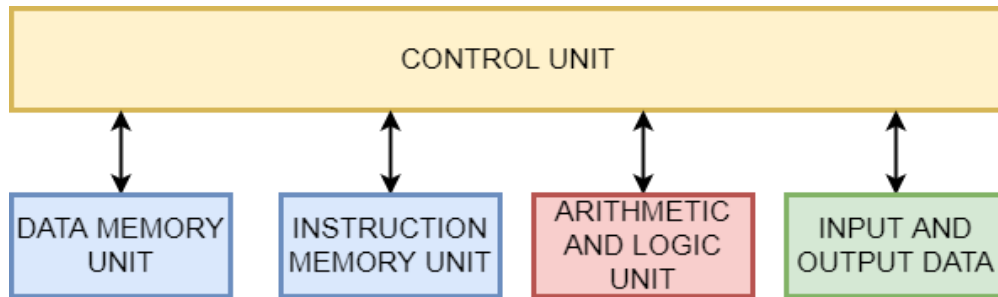 CONTROL UNIT
DATA MEMORY
UNIT
INSTRUCTION
MEMORY UNIT
ARITHMETIC
AND LOGIC
UNIT
INPUT AND
OUTPUT DATA